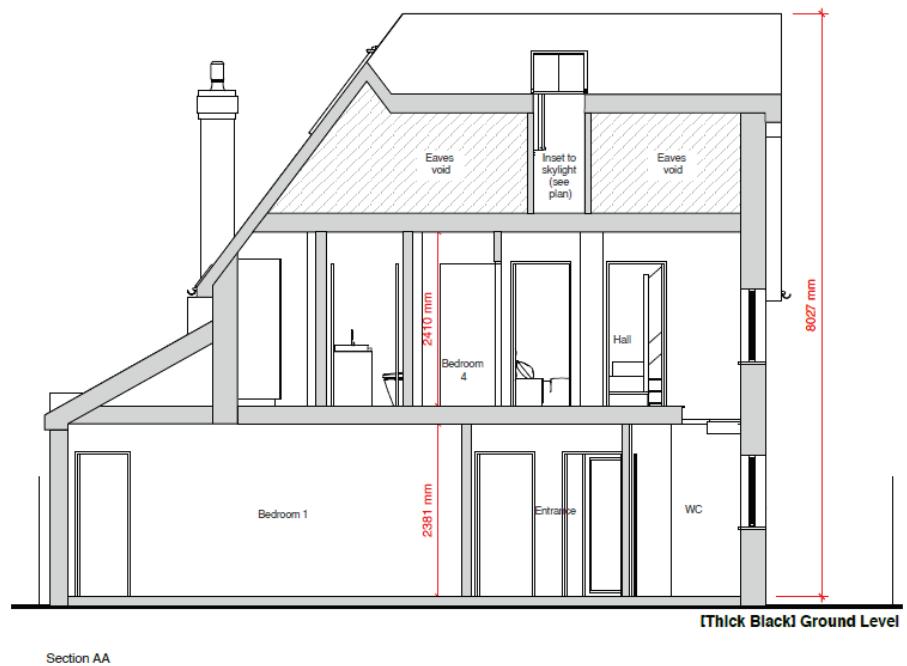 Eaves
void
Inset to
skylight
(see
plan)
Eaves
void
2410 mm
Bedroom
4
Hall
8027 mm
Bedroom 1
2381 mm
Entrance
WC
[Thick Black] Ground Level
Section AA